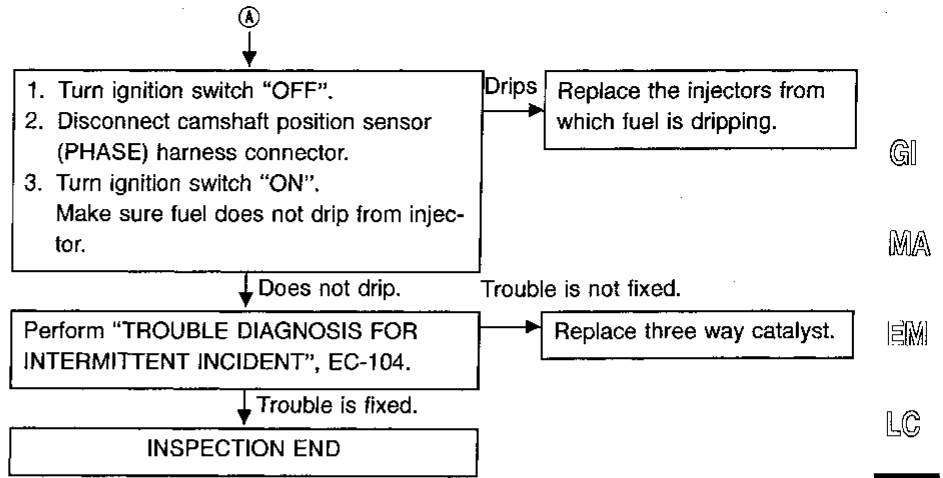 Ⓐ
1. Turn ignition switch “OFF”.
2. Disconnect camshaft position sensor
(PHASE) harness connector.
3. Turn ignition switch “ON”.
Make sure fuel does not drip from injec-
tor.
Drips
Replace the injectors from
which fuel is dripping.
Does not drip.
Trouble is not fixed.
Perform “TROUBLE DIAGNOSIS FOR
INTERMITTENT INCIDENT”, EC-104.
Replace three way catalyst.
Trouble is fixed.
INSPECTION END
GI
MA
EM
LC